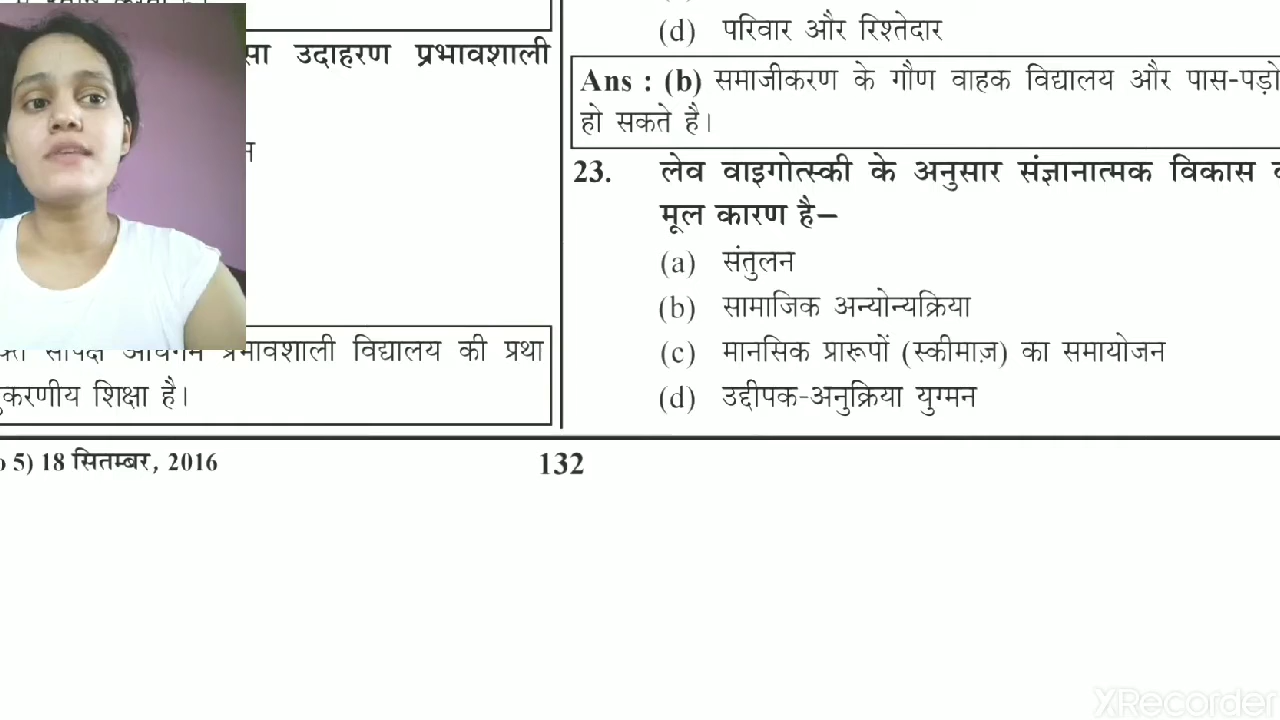 उदाहरण प्रभावशाली
प्रभावशाली विद्यालय की प्रथा
शिक्षा है।
(d) परिवार और रिश्तेदार
Ans : (b) समाजीकरण के गौण वाहक विद्यालय और
हो सकते है।
23. लेव वाइगोत्स्की के अनुसार संज्ञानात्मक विकास
मूल कारण है–
(a) संतुलन
(b) सामाजिक अन्योन्यक्रिया
(c) मानसिक प्रारूपों (स्कीमाज़) का समायोजन
(d) उद्दीपक-अनुक्रिया युग्मन
5) 18 सितम्बर, 2016
132
XRecorder